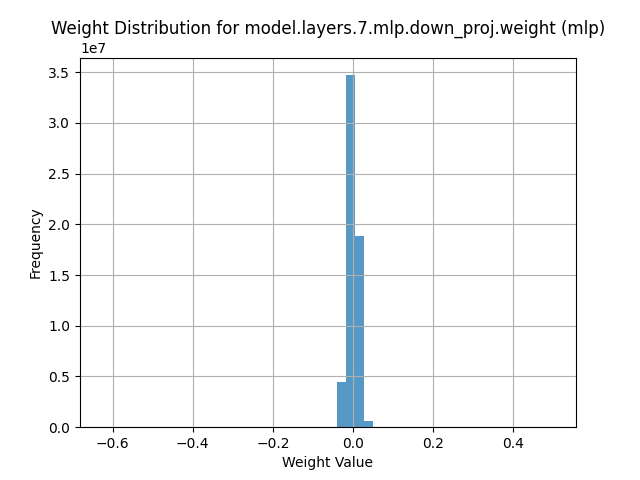 Weight Distribution for model.layers.7.mlp.down_proj.weight (mlp)
1e7
3.5
3.0
2.5
2.0
1.5
1.0
0.5
0.0
Frequency
−0.6 −0.4 −0.2 0.0 0.2 0.4
Weight Value